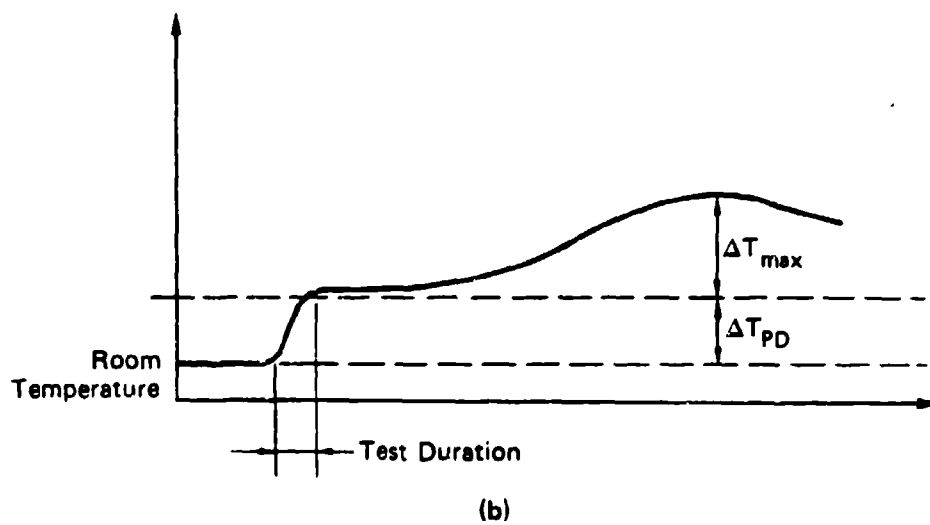 ΔT_max
ΔT_PD
Room
Temperature
Test Duration
(b)